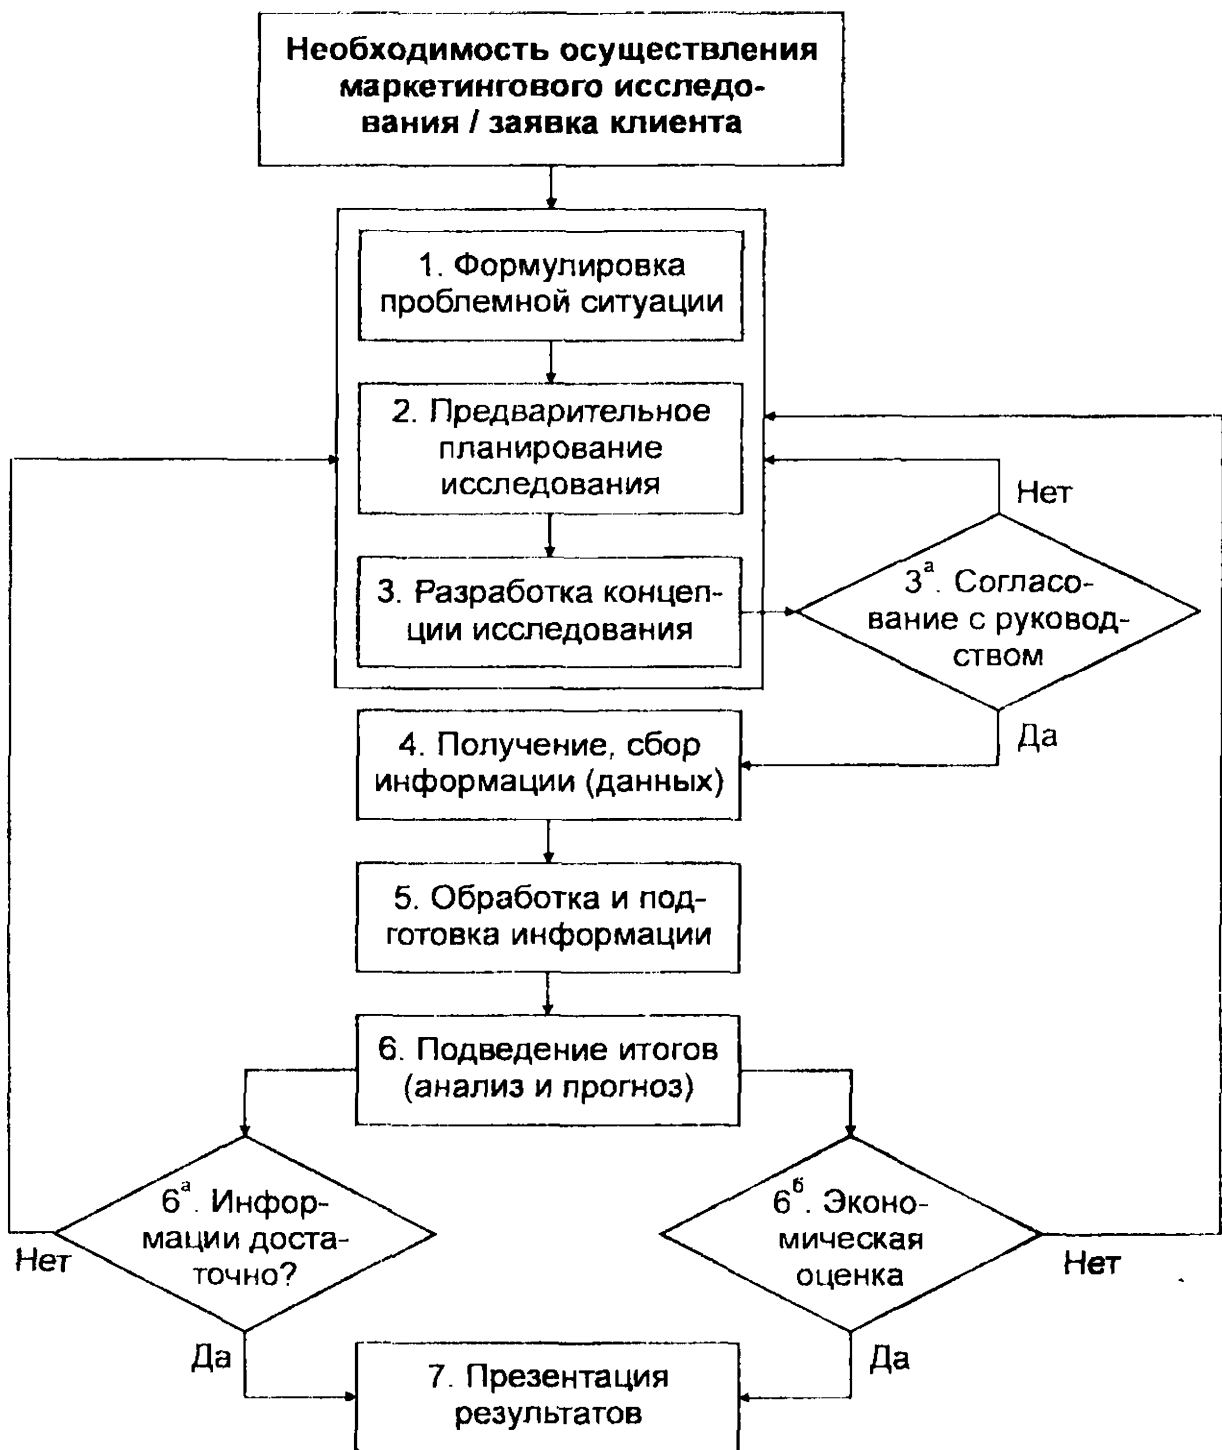 Необходимость осуществления
маркетингового исследо-
вания / заявка клиента
1. Формулировка
проблемной ситуации
2. Предварительное
планирование
исследования
Нет
3. Разработка концеп-
ции исследования
3а. Согласо-
вание с руковод-
ством
Да
4. Получение, сбор
информации (данных)
5. Обработка и под-
готовка информации
6. Подведение итогов
(анализ и прогноз)
6а. Инфор-
мации доста-
точно?
Нет
Да
6б. Эконо-
мическая
оценка
Нет
Да
7. Презентация
результатов